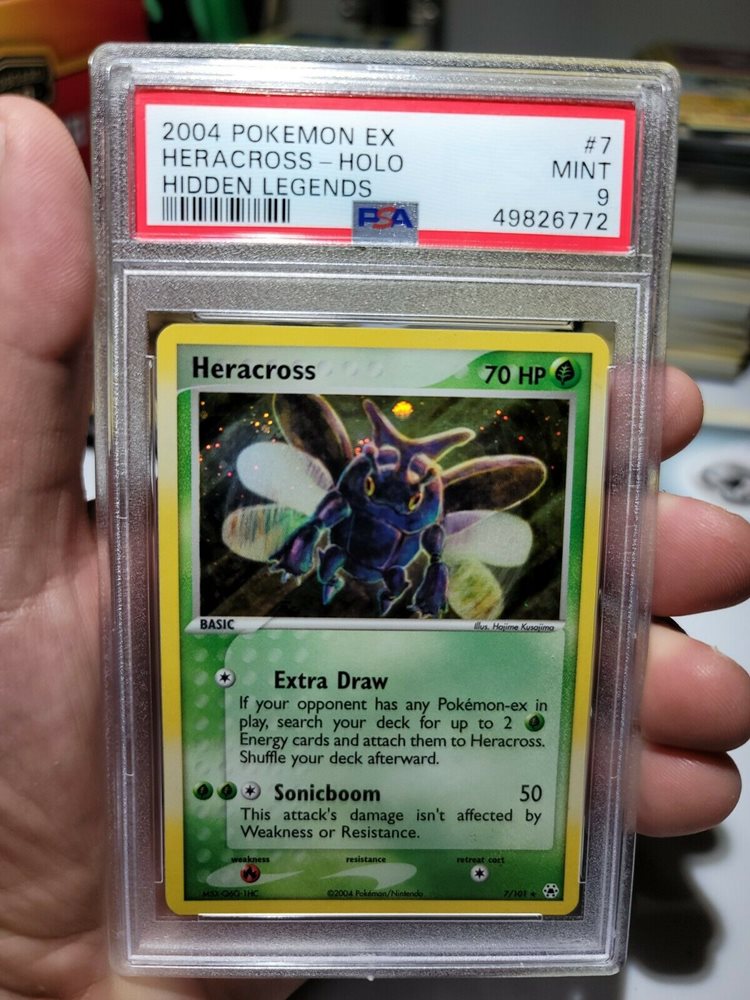 2004 POKEMON EX #7
HERACROSS - HOLO MINT
HIDDEN LEGENDS 9
PSA 49826772
Heracross 70 HP
BASIC Illus. Hajime Kusajima
Extra Draw
If your opponent has any Pokémon-ex in
play, search your deck for up to 2
Energy cards and attach them to Heracross.
Shuffle your deck afterward.
Sonicboom 50
This attack's damage isn't affected by
Weakness or Resistance.
weakness resistance retreat cost
©2004 Pokémon/Nintendo 7/101